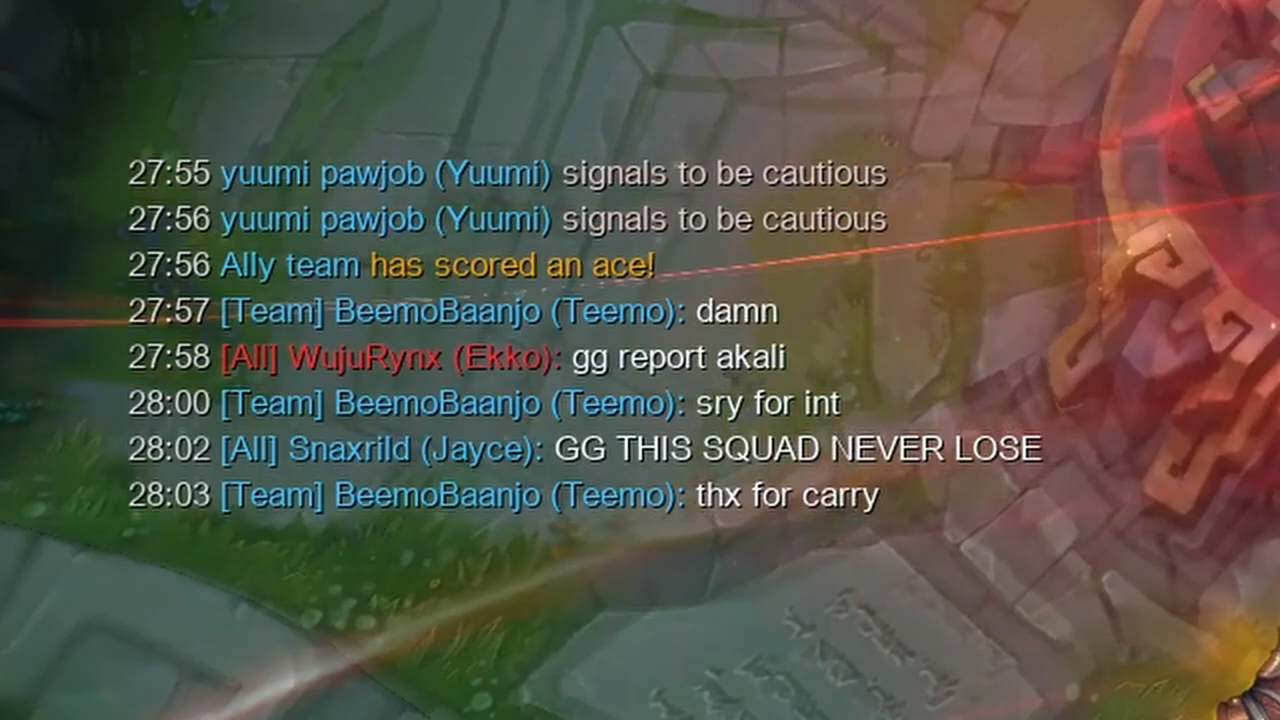 27:55 yuumi pawjob (Yuumi) signals to be cautious
27:56 yuumi pawjob (Yuumi) signals to be cautious
27:56 Ally team has scored an ace!
27:57 [Team] BeemoBaanjo (Teemo): damn
27:58 [All] WujuRynx (Ekko): gg report akali
28:00 [Team] BeemoBaanjo (Teemo): sry for int
28:02 [All] Snaxrild (Jayce): GG THIS SQUAD NEVER LOSE
28:03 [Team] BeemoBaanjo (Teemo): thx for carry